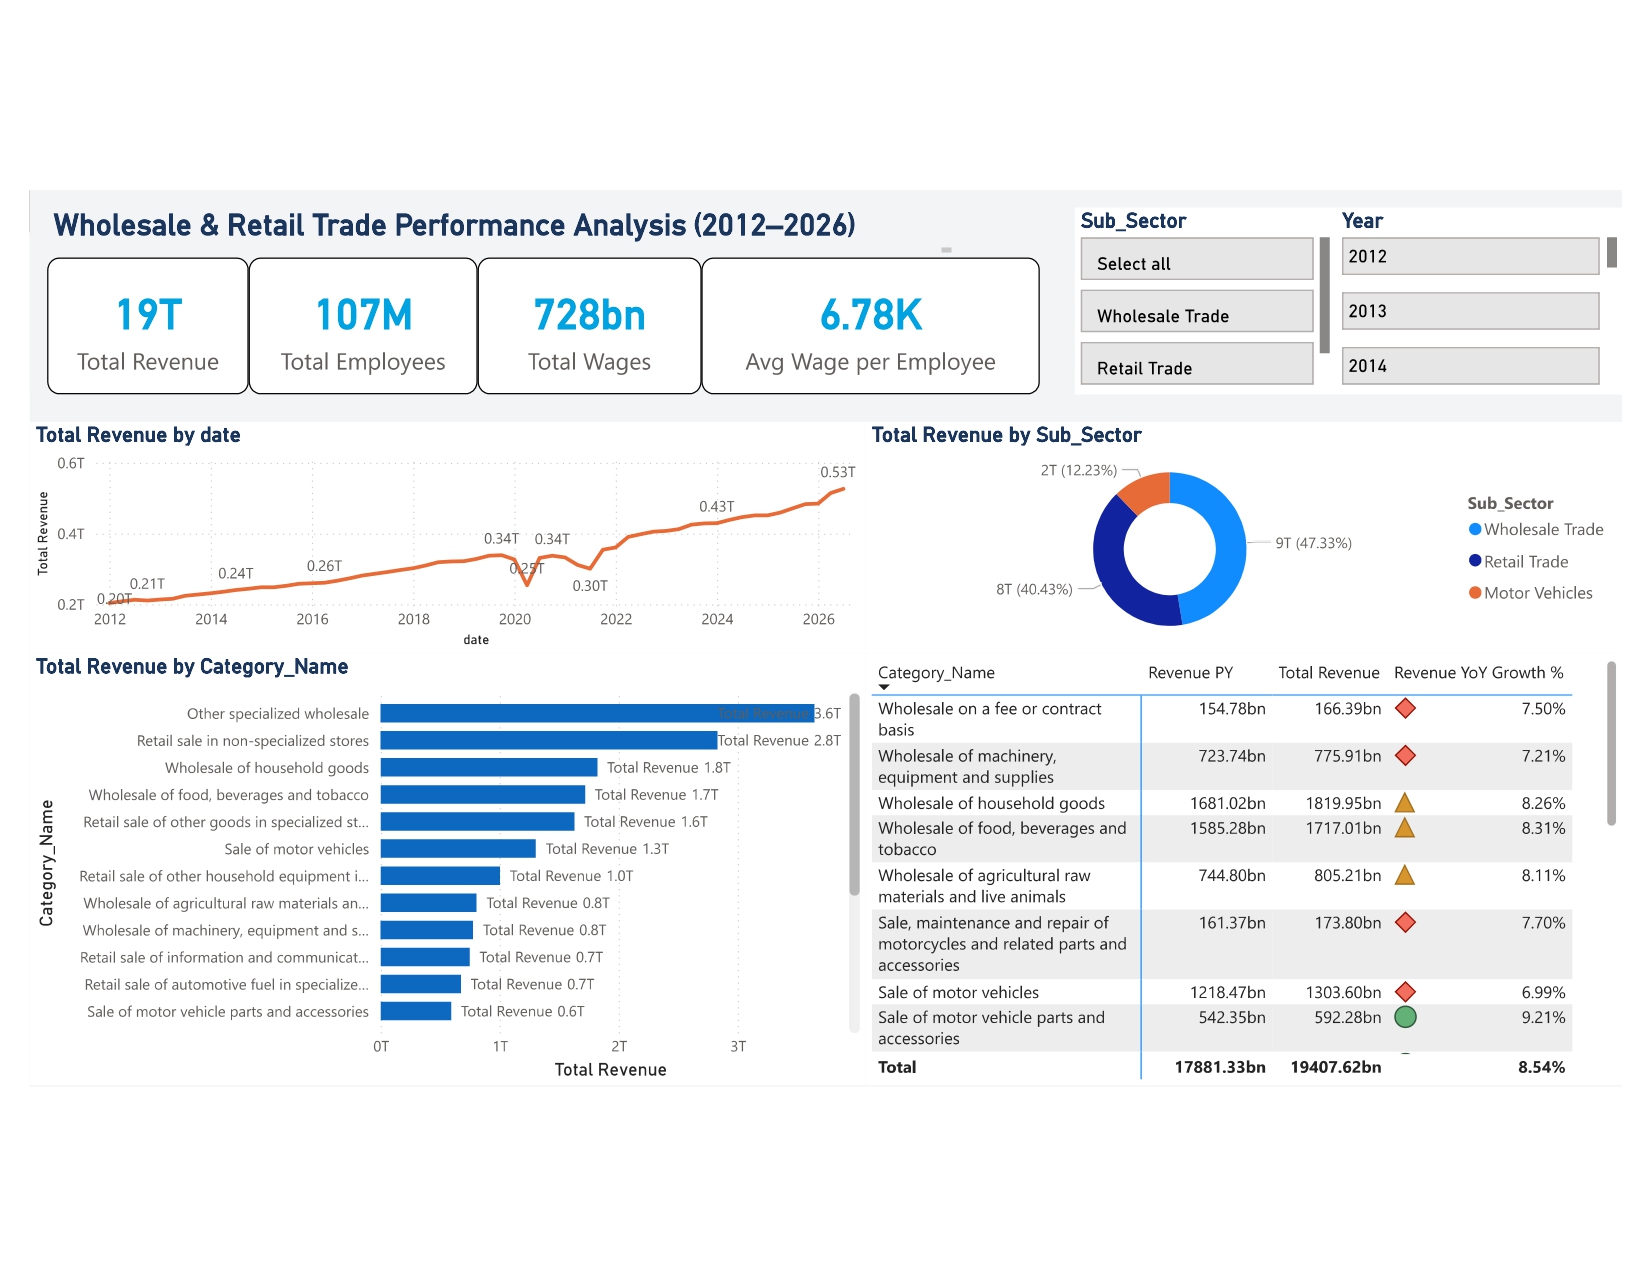 Wholesale & Retail Trade Performance Analysis (2012–2026)
19T
Total Revenue
107M
Total Employees
728bn
Total Wages
6.78K
Avg Wage per Employee
Sub_Sector
Select all
Wholesale Trade
Retail Trade
Year
2012
2013
2014
Total Revenue by date
Total Revenue
0.6T
0.4T
0.2T
0.20T
0.21T
0.24T
0.26T
0.34T
0.25T
0.34T
0.30T
0.43T
0.53T
2012 2014 2016 2018 2020 2022 2024 2026
date
Total Revenue by Sub_Sector
2T (12.23%)
9T (47.33%)
8T (40.43%)
Sub_Sector
Wholesale Trade
Retail Trade
Motor Vehicles
Total Revenue by Category_Name
Category_Name
Other specialized wholesale Total Revenue 3.6T
Retail sale in non-specialized stores Total Revenue 2.8T
Wholesale of household goods Total Revenue 1.8T
Wholesale of food, beverages and tobacco Total Revenue 1.7T
Retail sale of other goods in specialized st... Total Revenue 1.6T
Sale of motor vehicles Total Revenue 1.3T
Retail sale of other household equipment i... Total Revenue 1.0T
Wholesale of agricultural raw materials an... Total Revenue 0.8T
Wholesale of machinery, equipment and s... Total Revenue 0.8T
Retail sale of information and communicat... Total Revenue 0.7T
Retail sale of automotive fuel in specialize... Total Revenue 0.7T
Sale of motor vehicle parts and accessories Total Revenue 0.6T
0T 1T 2T 3T
Total Revenue
Category_Name Revenue PY Total Revenue Revenue YoY Growth %
Wholesale on a fee or contract 154.78bn 166.39bn 7.50%
basis
Wholesale of machinery, 723.74bn 775.91bn 7.21%
equipment and supplies
Wholesale of household goods 1681.02bn 1819.95bn 8.26%
Wholesale of food, beverages and 1585.28bn 1717.01bn 8.31%
tobacco
Wholesale of agricultural raw 744.80bn 805.21bn 8.11%
materials and live animals
Sale, maintenance and repair of 161.37bn 173.80bn 7.70%
motorcycles and related parts and
accessories
Sale of motor vehicles 1218.47bn 1303.60bn 6.99%
Sale of motor vehicle parts and 542.35bn 592.28bn 9.21%
accessories
Total 17881.33bn 19407.62bn 8.54%